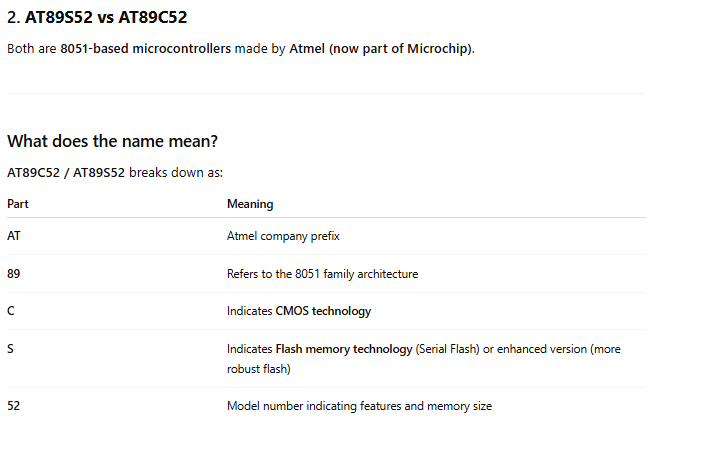 2. AT89S52 vs AT89C52
Both are 8051-based microcontrollers made by Atmel (now part of Microchip).
What does the name mean?
AT89C52 / AT89S52 breaks down as:
Part Meaning
AT Atmel company prefix
89 Refers to the 8051 family architecture
C Indicates CMOS technology
S Indicates Flash memory technology (Serial Flash) or enhanced version (more
robust flash)
52 Model number indicating features and memory size